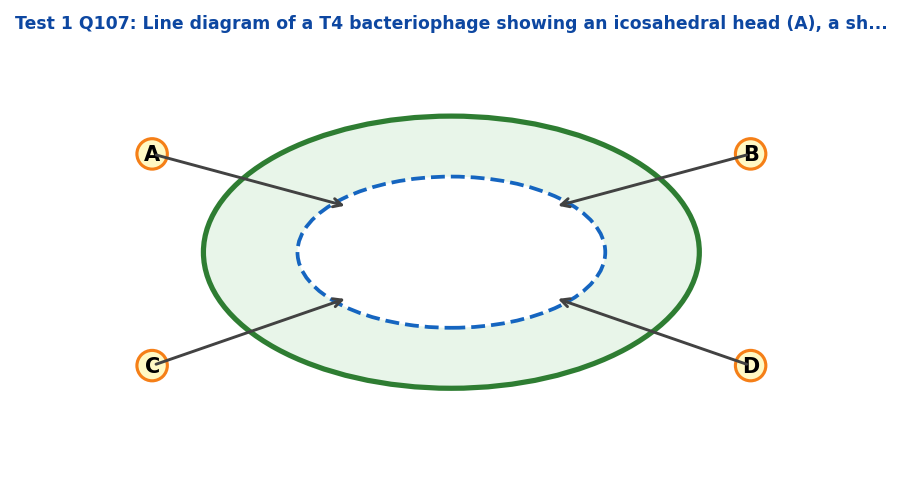 Test 1 Q107: Line diagram of a T4 bacteriophage showing an icosahedral head (A), a sh...
A
B
C
D